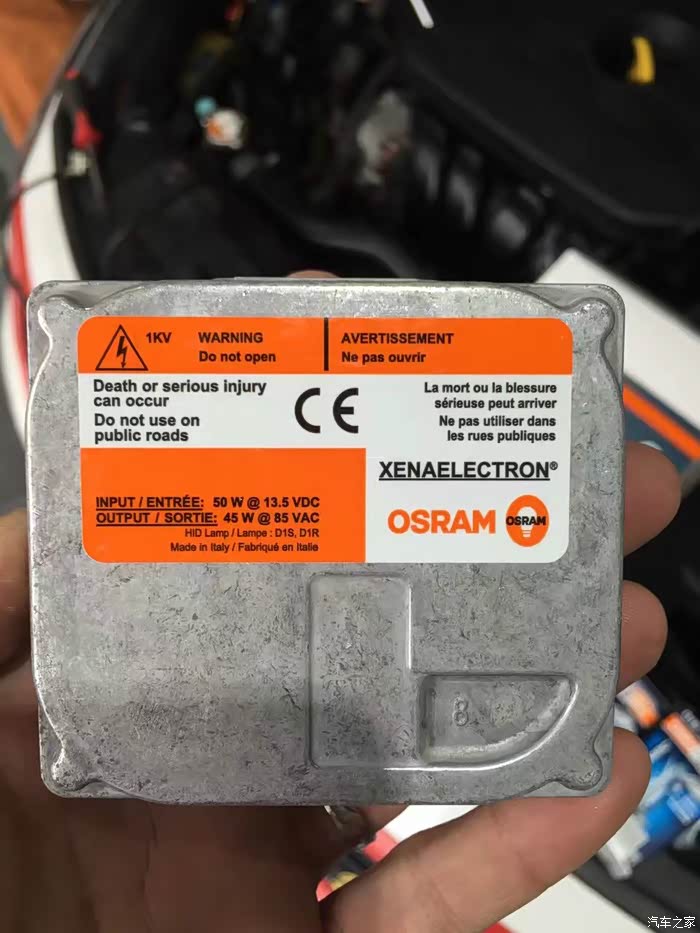 1KV WARNING AVERTISSEMENT
Do not open Ne pas ouvrir
Death or serious injury
can occur
Do not use on
public roads
CE
La mort ou la blessure
sérieuse peut arriver
Ne pas utiliser dans
les rues publiques
XENAELECTRON®
INPUT / ENTRÉE: 50 W @ 13.5 VDC
OUTPUT / SORTIE: 45 W @ 85 VAC
HID Lamp / Lampe : D1S, D1R
Made in Italy / Fabriqué en Italie
OSRAM OSRAM
8
汽车之家